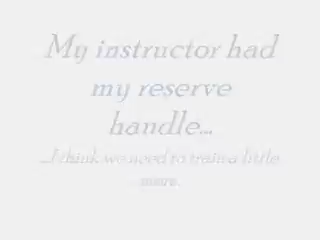 My instructor had
my reserve
handle...
...I think we need to train a little
more.